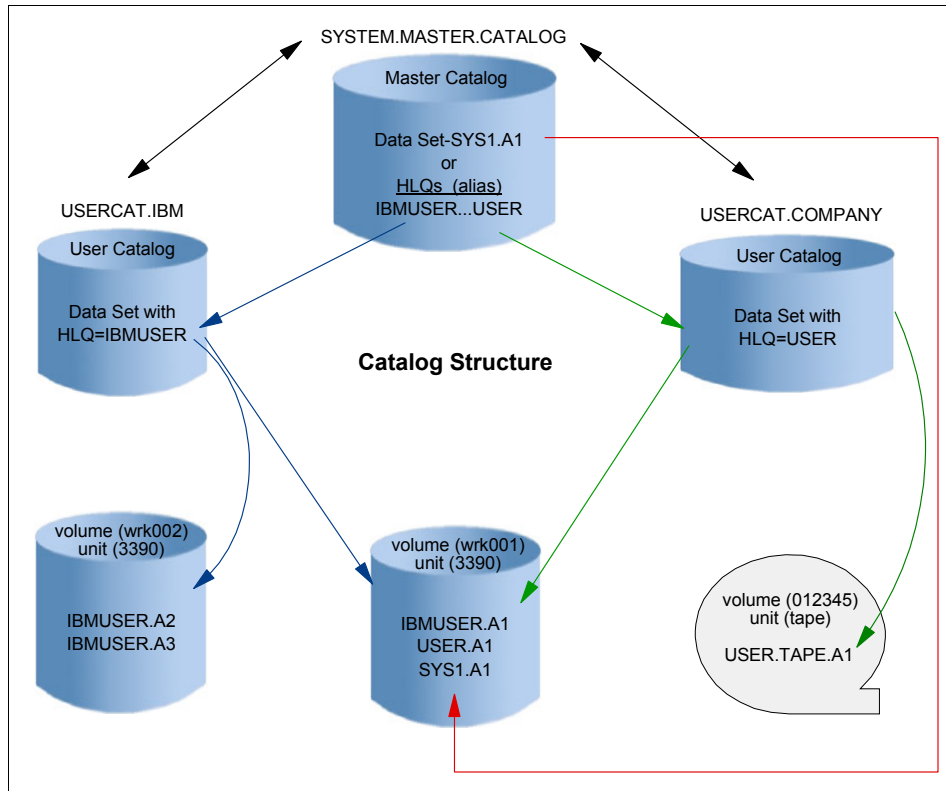 SYSTEM.MASTER.CATALOG
Master Catalog
Data Set-SYS1.A1
or
HLQs (alias)
IBMUSER...USER
USERCAT.IBM
User Catalog
Data Set with
HLQ=IBMUSER
USERCAT.COMPANY
User Catalog
Data Set with
HLQ=USER
Catalog Structure
volume (wrk002)
unit (3390)
IBMUSER.A2
IBMUSER.A3
volume (wrk001)
unit (3390)
IBMUSER.A1
USER.A1
SYS1.A1
volume (012345)
unit (tape)
USER.TAPE.A1